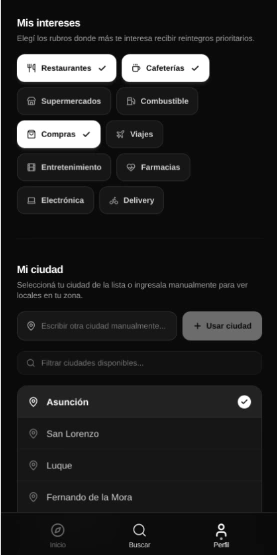 Mis intereses
Elegí los rubros donde más te interesa recibir reintegros prioritarios.
Restaurantes
Cafeterías
Supermercados
Combustible
Compras
Viajes
Entretenimiento
Farmacias
Electrónica
Delivery
Mi ciudad
Seleccioná tu ciudad de la lista o ingresala manualmente para ver
locales en tu zona.
Escribir otra ciudad manualmente...
+ Usar ciudad
Filtrar ciudades disponibles...
Asunción
San Lorenzo
Luque
Fernando de la Mora
Inicio
Buscar
Perfil